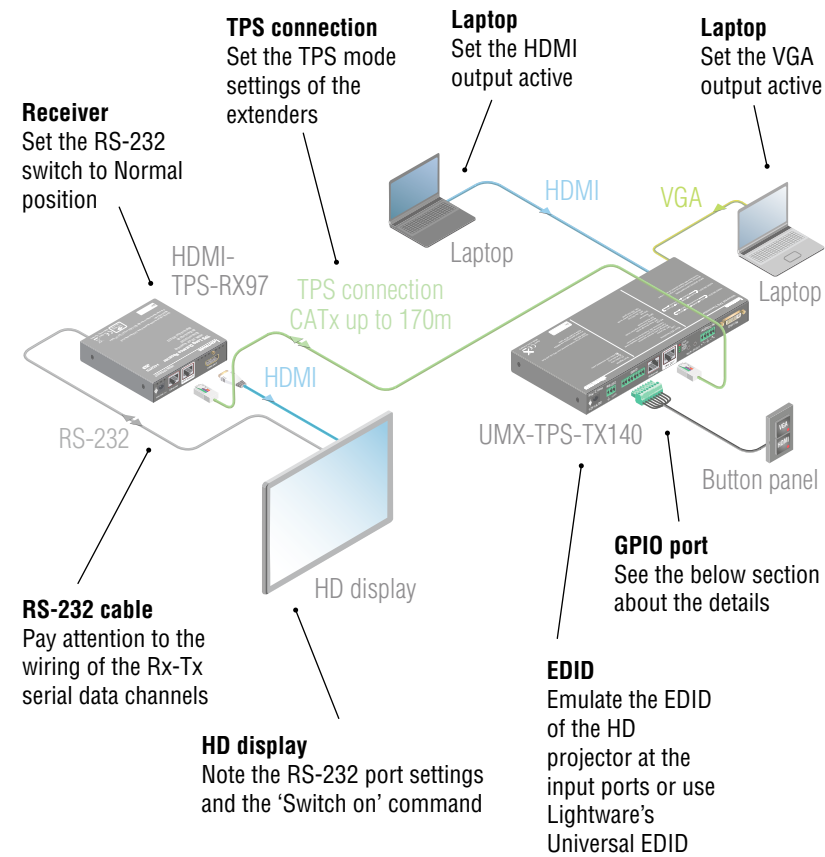 TPS connection
Set the TPS mode
settings of the
extenders
Laptop
Set the HDMI
output active
Laptop
Set the VGA
output active
Receiver
Set the RS-232
switch to Normal
position
HDMI-
TPS-RX97
TPS connection
CATx up to 170m
HDMI
Laptop
VGA
Laptop
HDMI
RS-232
UMX-TPS-TX140
VGA
HDMI
Button panel
HD display
GPIO port
See the below section
about the details
RS-232 cable
Pay attention to the
wiring of the Rx-Tx
serial data channels
HD display
Note the RS-232 port settings
and the ‘Switch on’ command
EDID
Emulate the EDID
of the HD
projector at the
input ports or use
Lightware's
Universal EDID